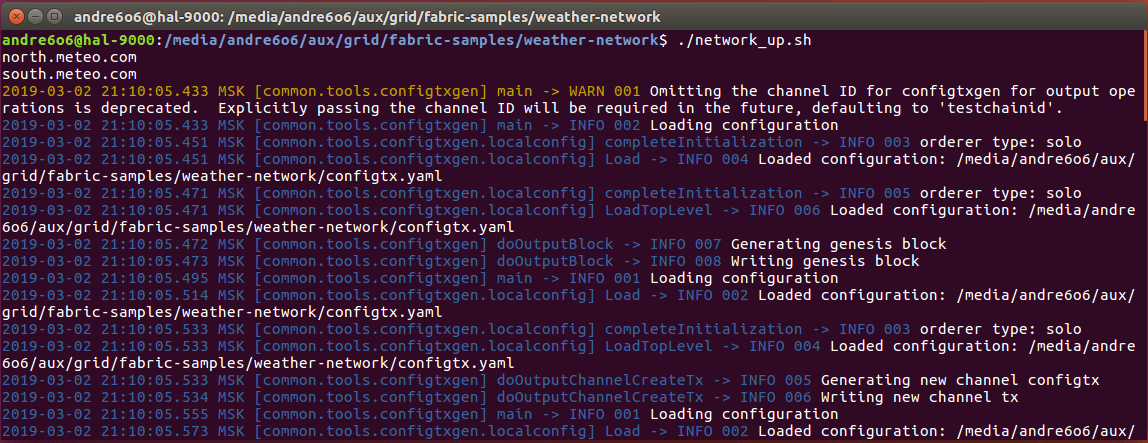 andre6o6@hal-9000: /media/andre6o6/aux/grid/fabric-samples/weather-network
andre6o6@hal-9000:/media/andre6o6/aux/grid/fabric-samples/weather-network$ ./network_up.sh
north.meteo.com
south.meteo.com
2019-03-02 21:10:05.433 MSK [common.tools.configtxgen] main -> WARN 001 Omitting the channel ID for configtxgen for output ope
rations is deprecated.  Explicitly passing the channel ID will be required in the future, defaulting to 'testchainid'.
2019-03-02 21:10:05.433 MSK [common.tools.configtxgen] main -> INFO 002 Loading configuration
2019-03-02 21:10:05.451 MSK [common.tools.configtxgen.localconfig] completeInitialization -> INFO 003 orderer type: solo
2019-03-02 21:10:05.451 MSK [common.tools.configtxgen.localconfig] Load -> INFO 004 Loaded configuration: /media/andre6o6/aux/
grid/fabric-samples/weather-network/configtx.yaml
2019-03-02 21:10:05.471 MSK [common.tools.configtxgen.localconfig] completeInitialization -> INFO 005 orderer type: solo
2019-03-02 21:10:05.471 MSK [common.tools.configtxgen.localconfig] LoadTopLevel -> INFO 006 Loaded configuration: /media/andre
6o6/aux/grid/fabric-samples/weather-network/configtx.yaml
2019-03-02 21:10:05.472 MSK [common.tools.configtxgen] doOutputBlock -> INFO 007 Generating genesis block
2019-03-02 21:10:05.473 MSK [common.tools.configtxgen] doOutputBlock -> INFO 008 Writing genesis block
2019-03-02 21:10:05.495 MSK [common.tools.configtxgen] main -> INFO 001 Loading configuration
2019-03-02 21:10:05.514 MSK [common.tools.configtxgen.localconfig] Load -> INFO 002 Loaded configuration: /media/andre6o6/aux/
grid/fabric-samples/weather-network/configtx.yaml
2019-03-02 21:10:05.533 MSK [common.tools.configtxgen.localconfig] completeInitialization -> INFO 003 orderer type: solo
2019-03-02 21:10:05.533 MSK [common.tools.configtxgen.localconfig] LoadTopLevel -> INFO 004 Loaded configuration: /media/andre
6o6/aux/grid/fabric-samples/weather-network/configtx.yaml
2019-03-02 21:10:05.533 MSK [common.tools.configtxgen] doOutputChannelCreateTx -> INFO 005 Generating new channel configtx
2019-03-02 21:10:05.534 MSK [common.tools.configtxgen] doOutputChannelCreateTx -> INFO 006 Writing new channel tx
2019-03-02 21:10:05.555 MSK [common.tools.configtxgen] main -> INFO 001 Loading configuration
2019-03-02 21:10:05.573 MSK [common.tools.configtxgen.localconfig] Load -> INFO 002 Loaded configuration: /media/andre6o6/aux/